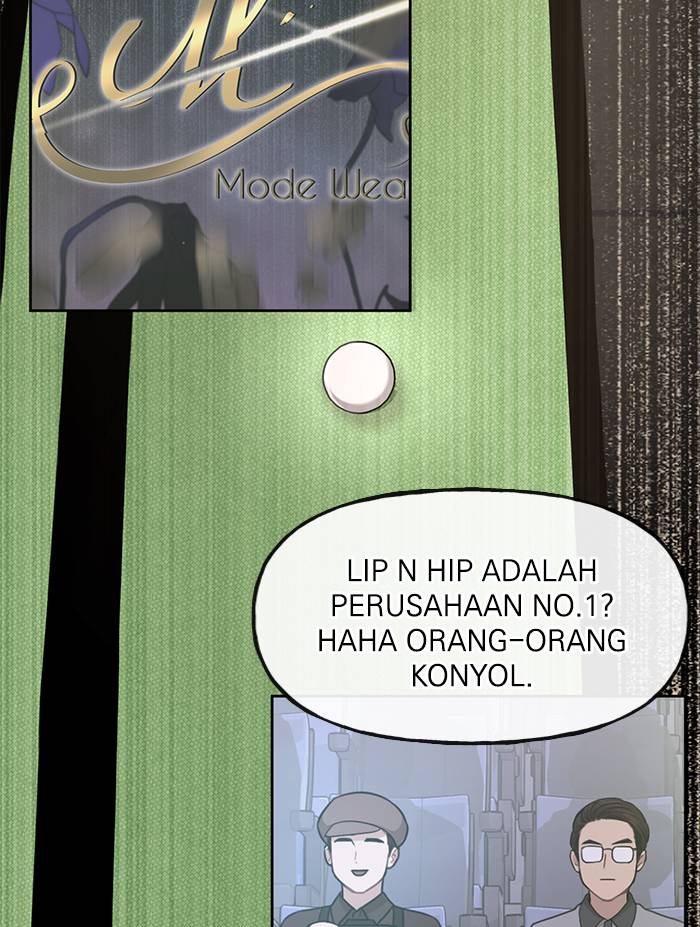 M.
Mode Wea
LIP N HIP ADALAH
PERUSAHAAN NO.1?
HAHA ORANG-ORANG
KONYOL.